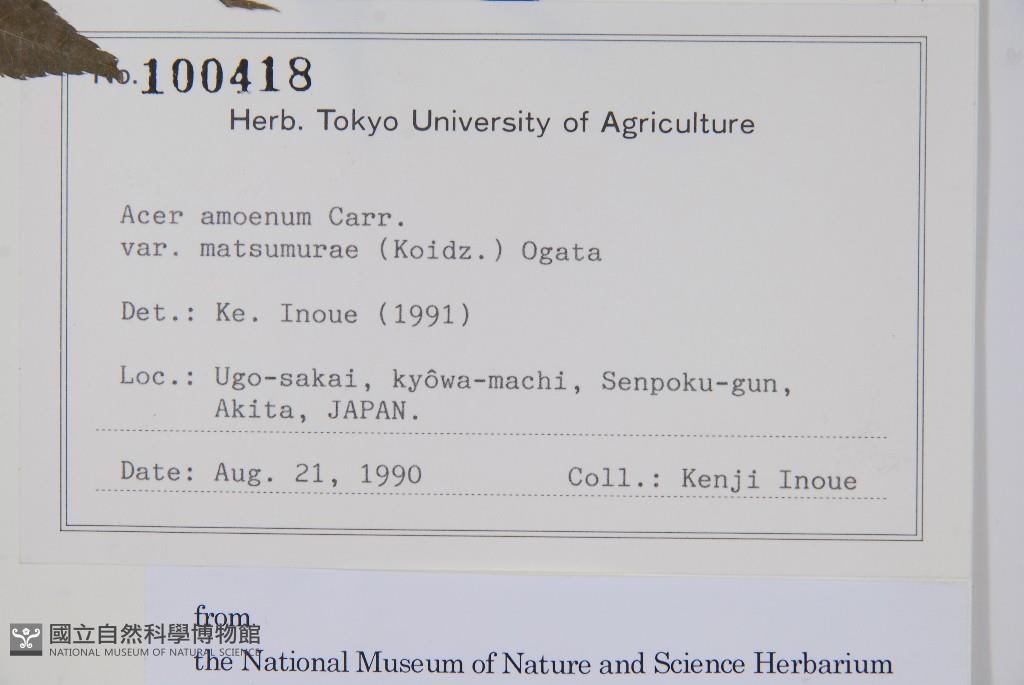 No. 100418
Herb. Tokyo University of Agriculture
Acer amoenum Carr.
var. matsumurae (Koidz.) Ogata
Det.: Ke. Inoue (1991)
Loc.: Ugo-sakai, kyôwa-machi, Senpoku-gun,
Akita, JAPAN.
Date: Aug. 21, 1990 Coll.: Kenji Inoue
from
the National Museum of Nature and Science Herbarium
國立自然科學博物館
NATIONAL MUSEUM OF NATURAL SCIENCE